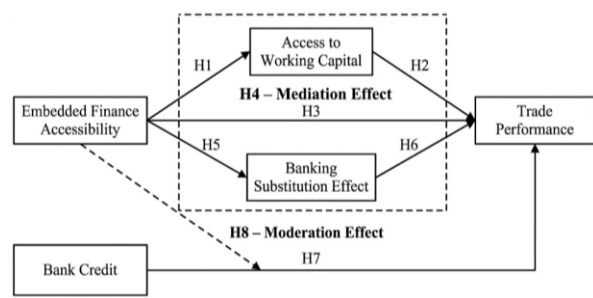 Access to
Working Capital
H1
H2
H4 – Mediation Effect
Embedded Finance
Accessibility
H3
Trade
Performance
H5
H6
Banking
Substitution Effect
H8 – Moderation Effect
Bank Credit
H7